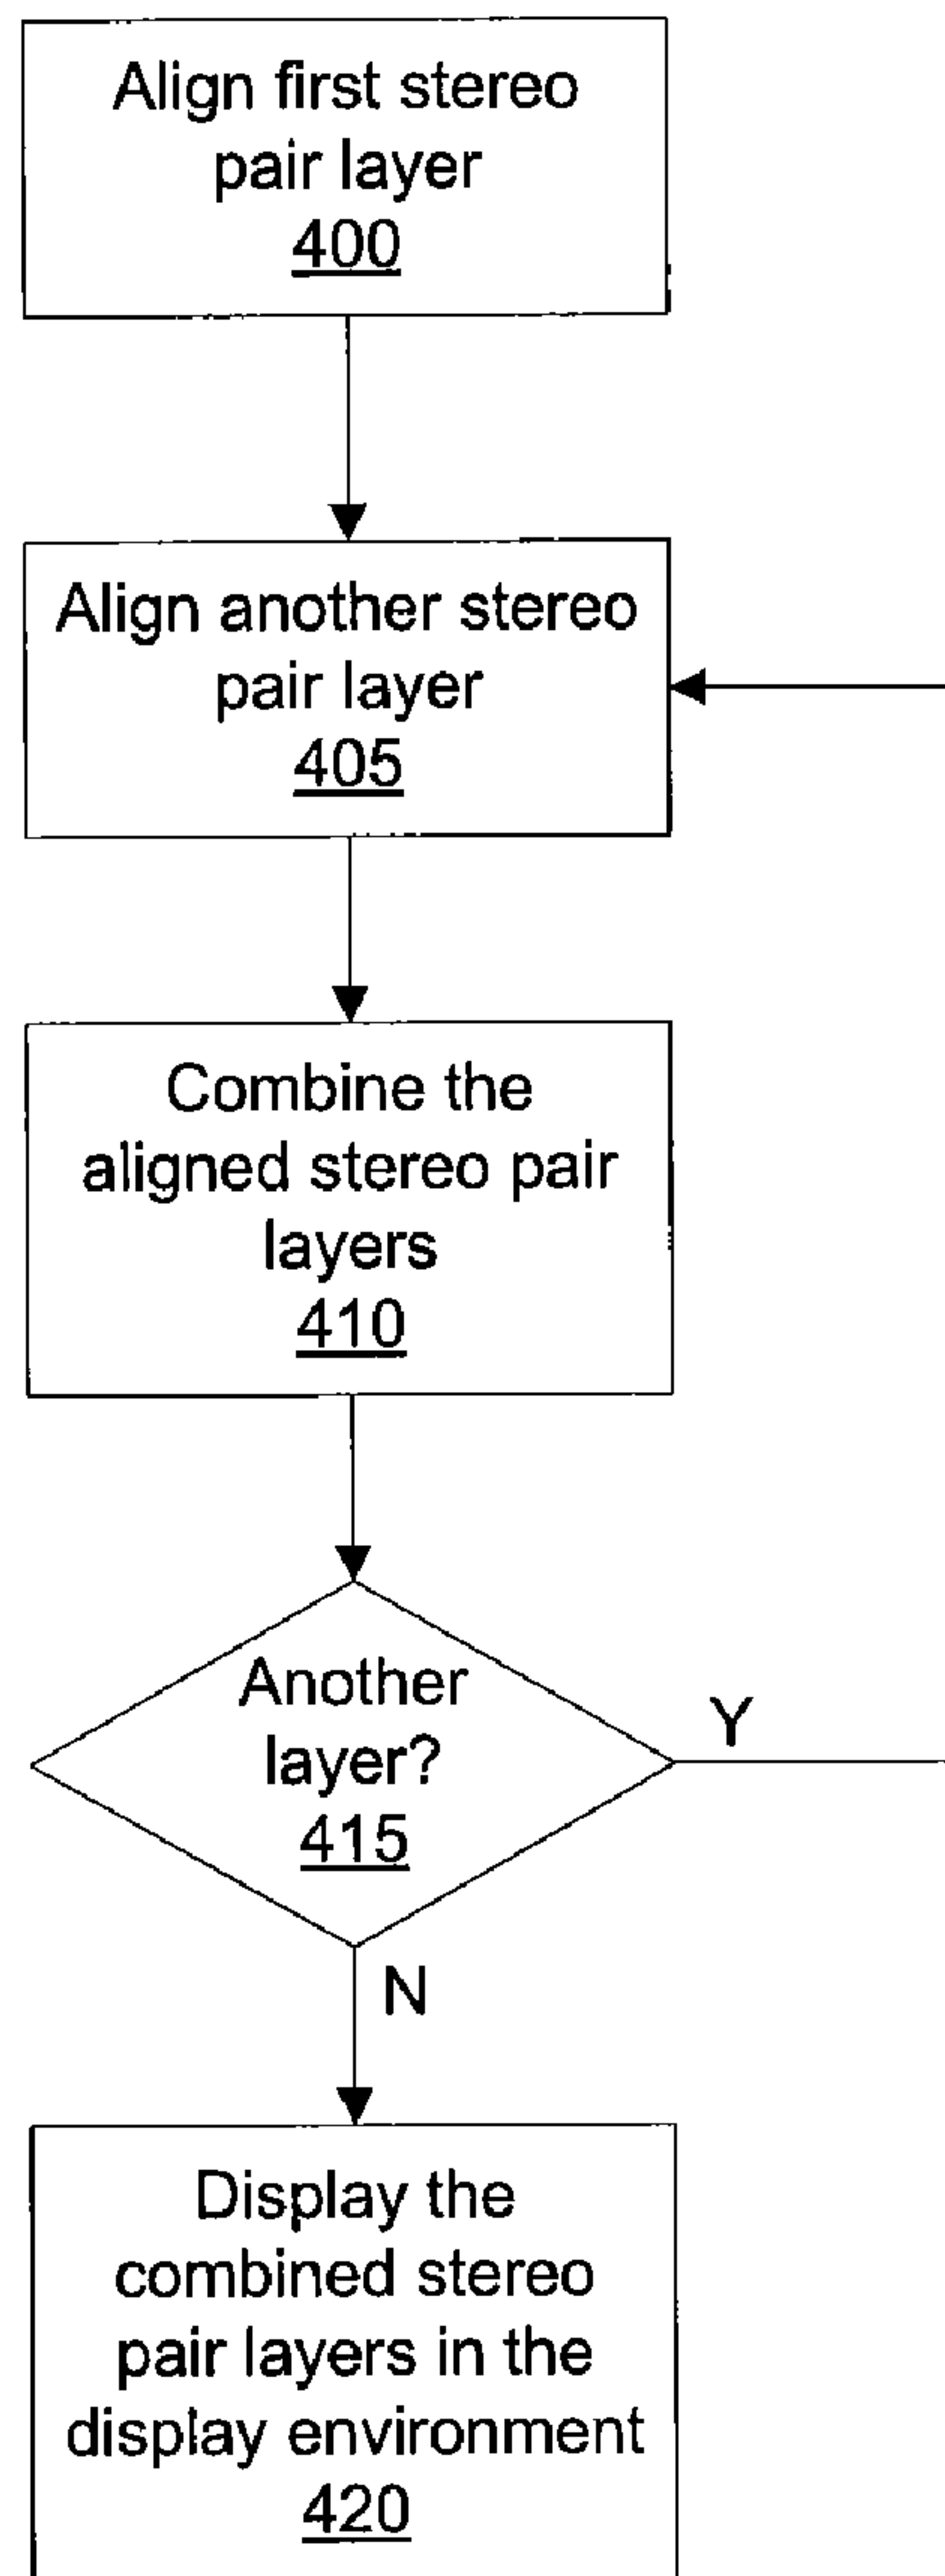 Align first stereo
pair layer
400
Align another stereo
pair layer
405
Combine the
aligned stereo pair
layers
410
Another
layer?
415
Y
N
Display the
combined stereo
pair layers in the
display environment
420